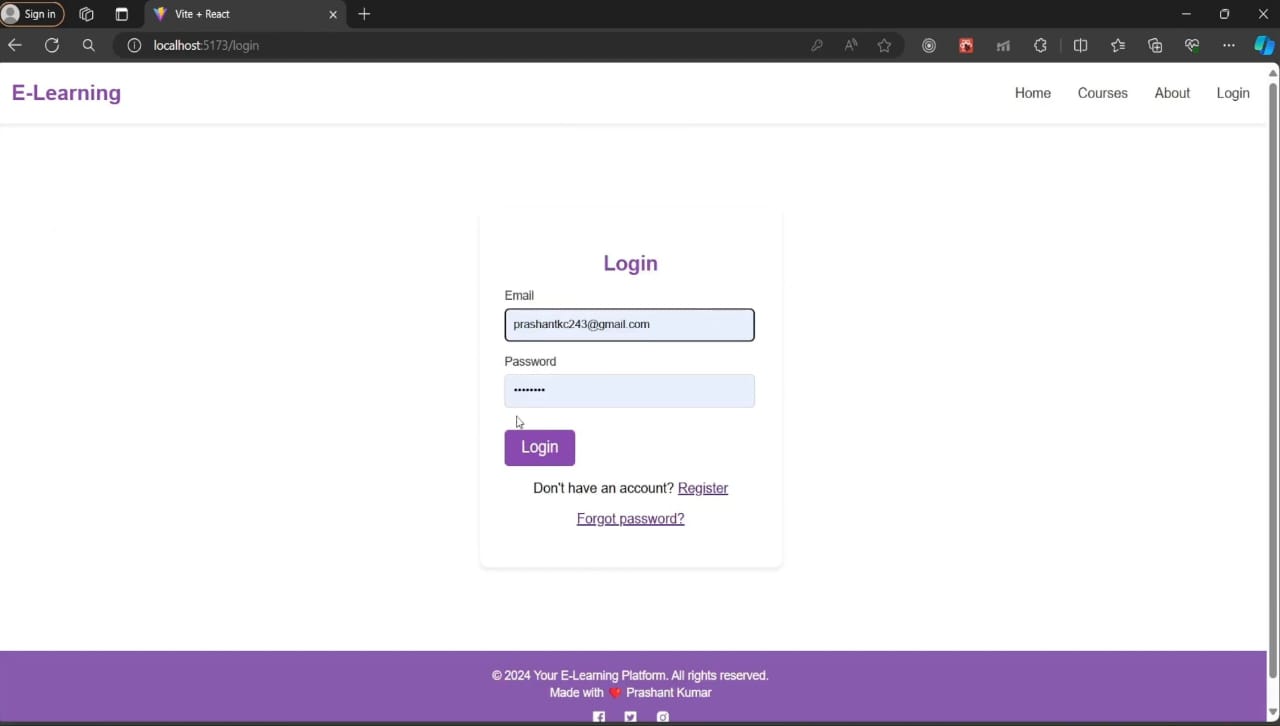 Sign in
Vite + React
localhost:5173/login
E-Learning
Home Courses About Login
Login
Email
prashantkc243@gmail.com
Password
••••••••
Login
Don't have an account? Register
Forgot password?
© 2024 Your E-Learning Platform. All rights reserved.
Made with ❤️ Prashant Kumar